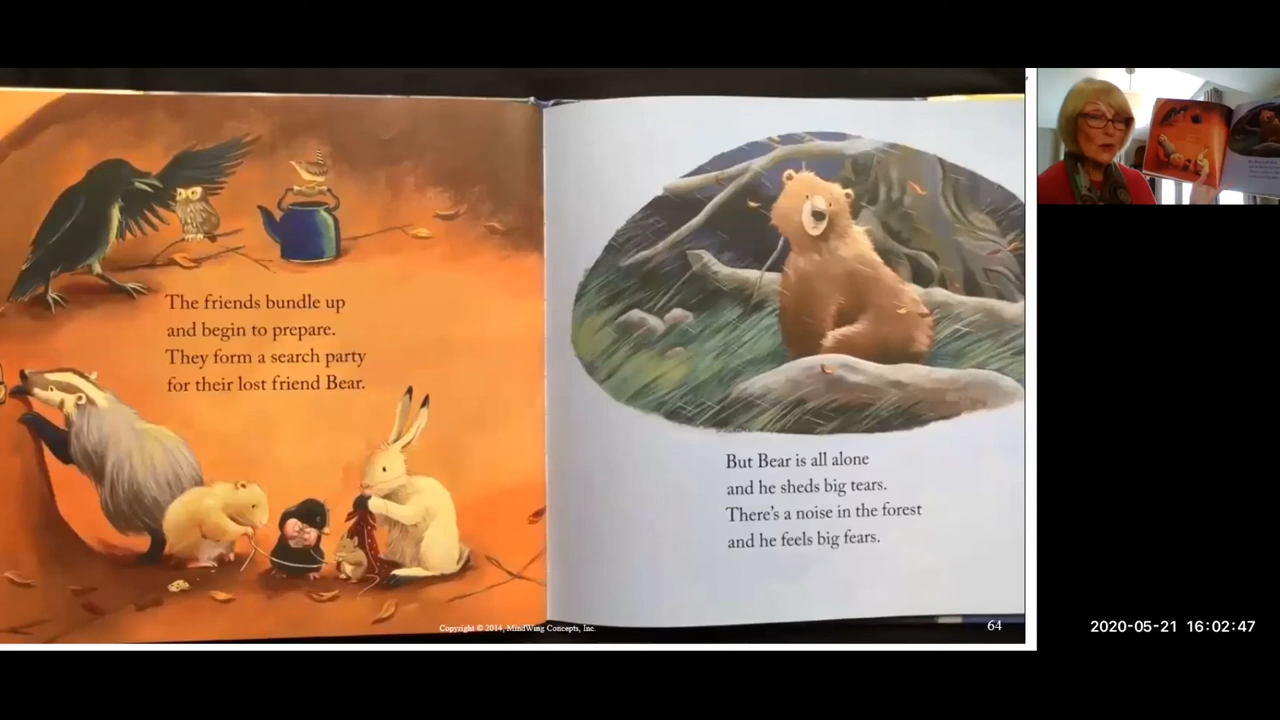 The friends bundle up
and begin to prepare.
They form a search party
for their lost friend Bear.
But Bear is all alone
and he sheds big tears.
There's a noise in the forest
and he feels big fears.
Copyright © 2014, MindWing Concepts, Inc.
64
2020-05-21 16:02:47